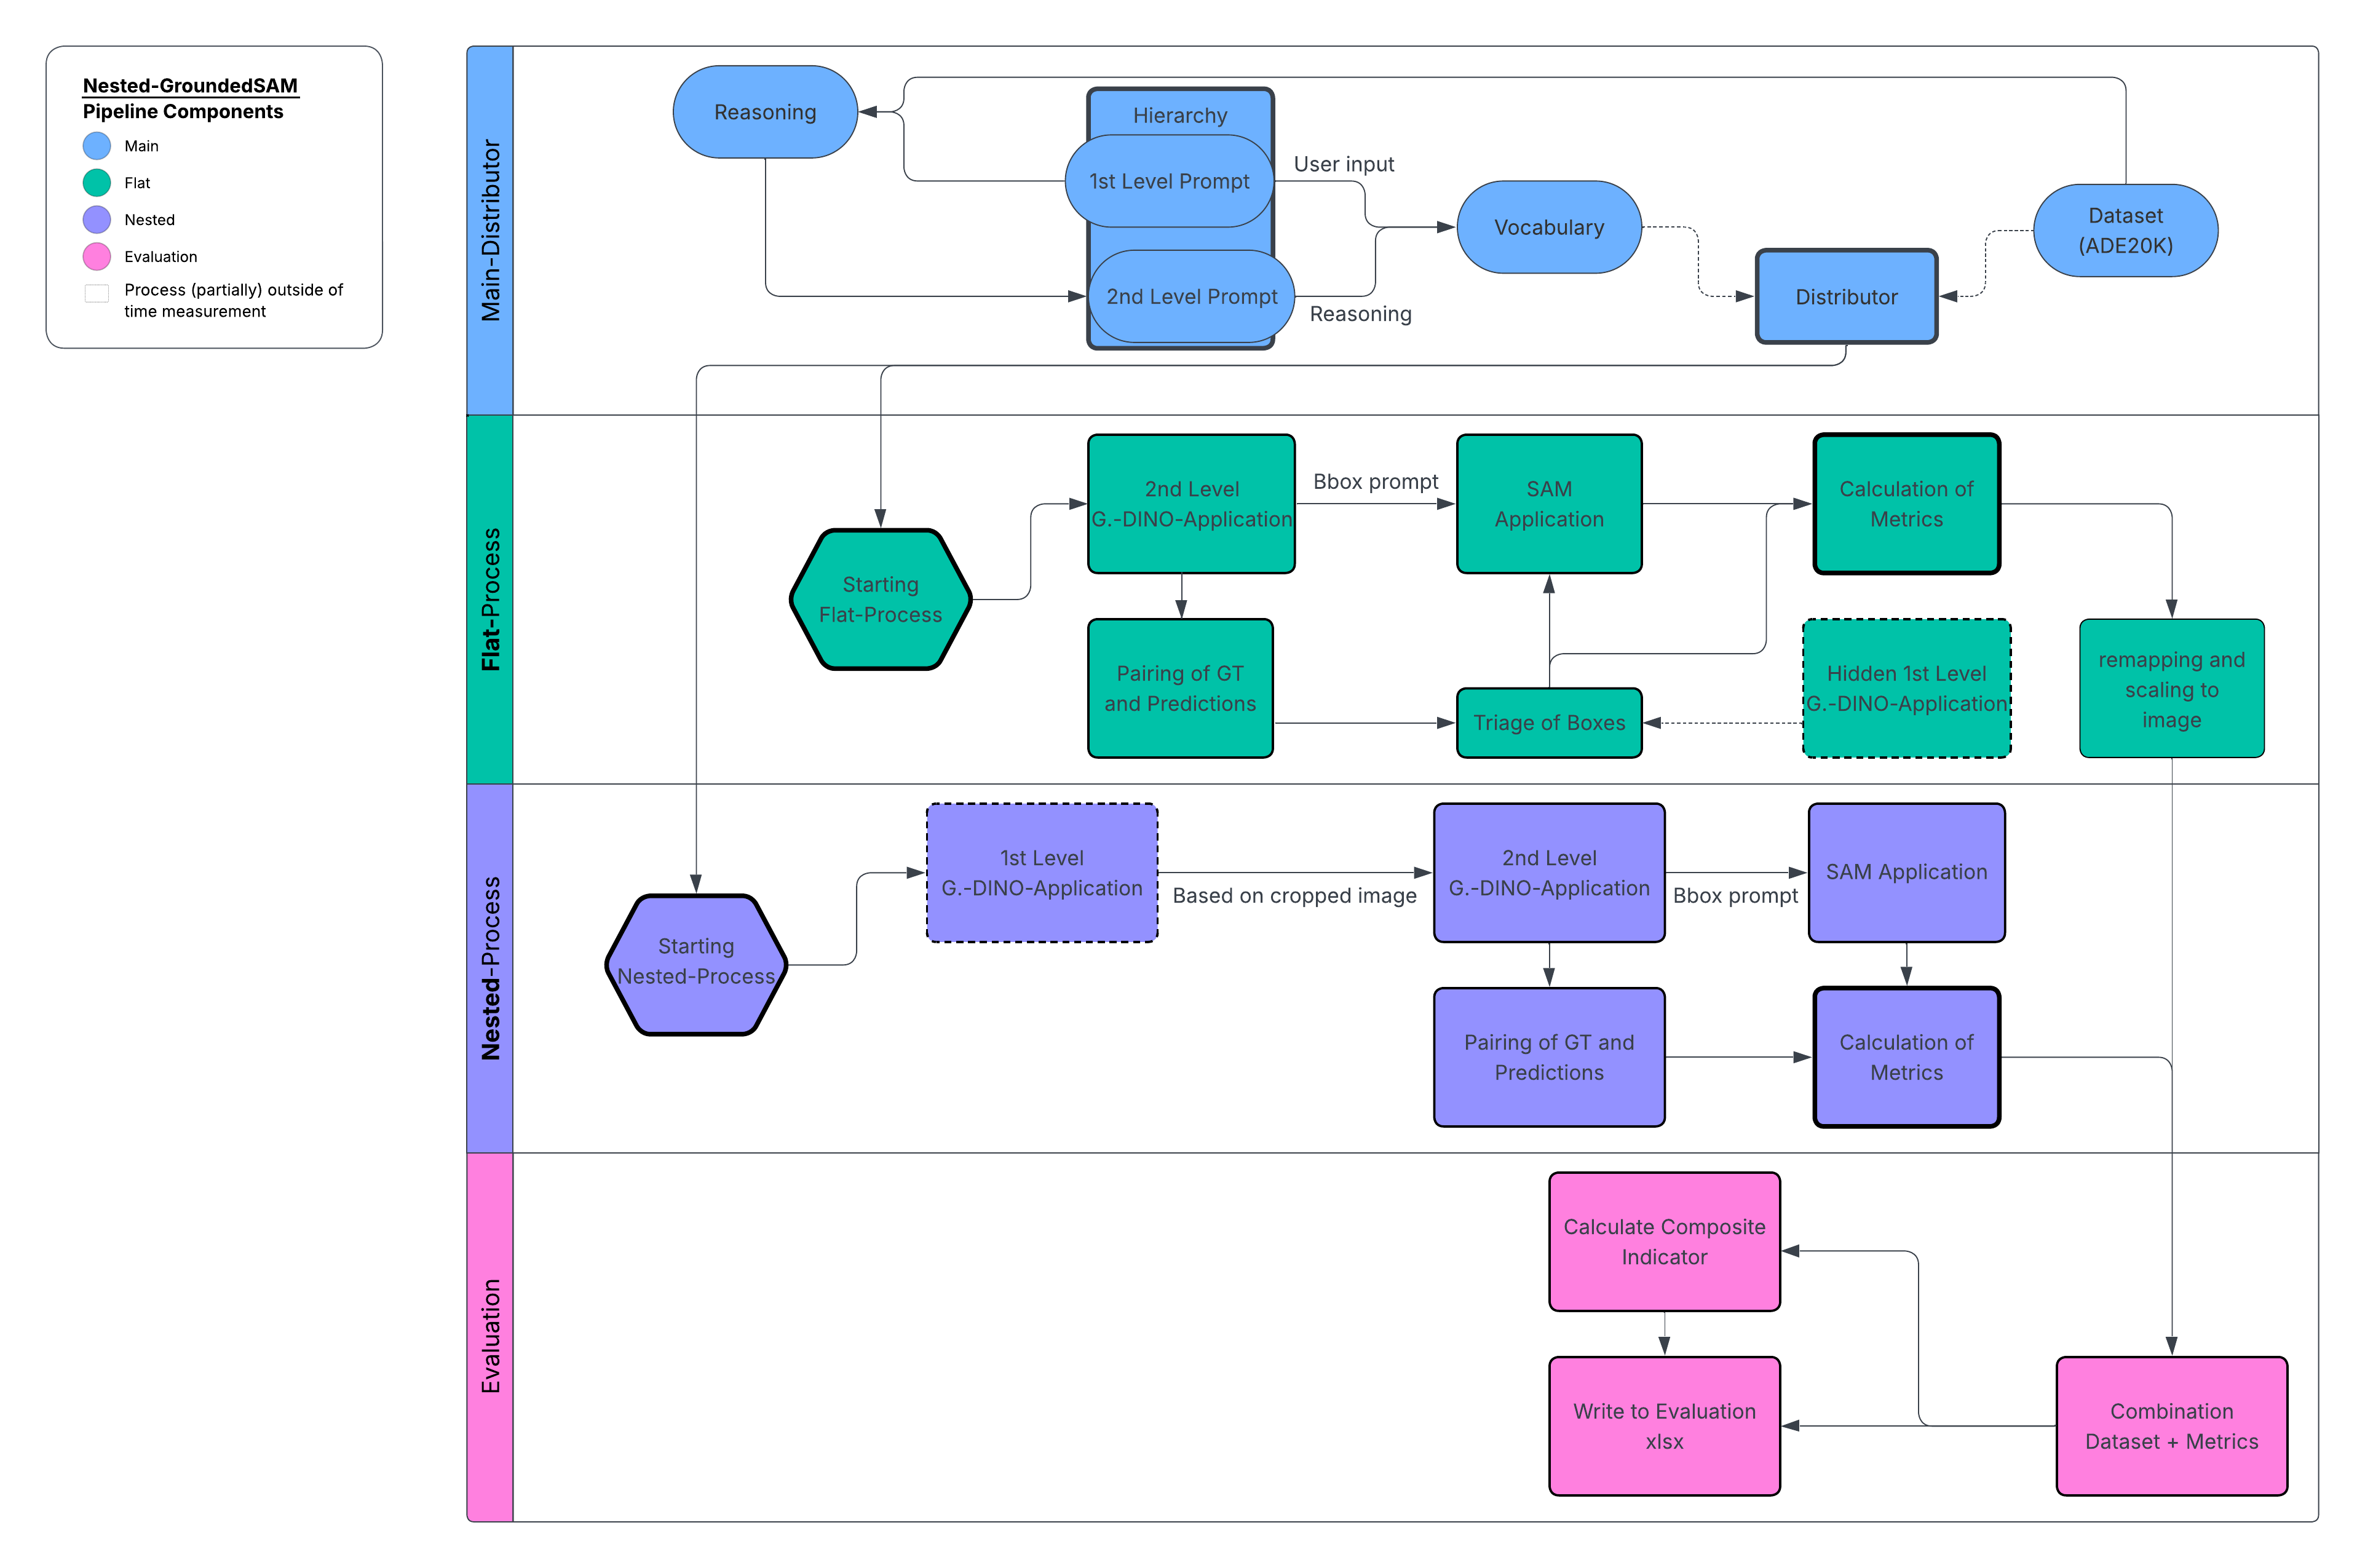 Nested-GroundedSAM
Pipeline Components
Main
Flat
Nested
Evaluation
Process (partially) outside of
time measurement
Main-Distributor
Reasoning
Hierarchy
1st Level Prompt
2nd Level Prompt
User input
Reasoning
Vocabulary
Distributor
Dataset
(ADE20K)
Flat-Process
Starting
Flat-Process
2nd Level
G.-DINO-Application
Bbox prompt
SAM
Application
Calculation of
Metrics
Pairing of GT
and Predictions
Triage of Boxes
Hidden 1st Level
G.-DINO-Application
remapping and
scaling to
image
Nested-Process
Starting
Nested-Process
1st Level
G.-DINO-Application
Based on cropped image
2nd Level
G.-DINO-Application
Bbox prompt
SAM Application
Pairing of GT and
Predictions
Calculation of
Metrics
Evaluation
Calculate Composite
Indicator
Write to Evaluation
xlsx
Combination
Dataset + Metrics